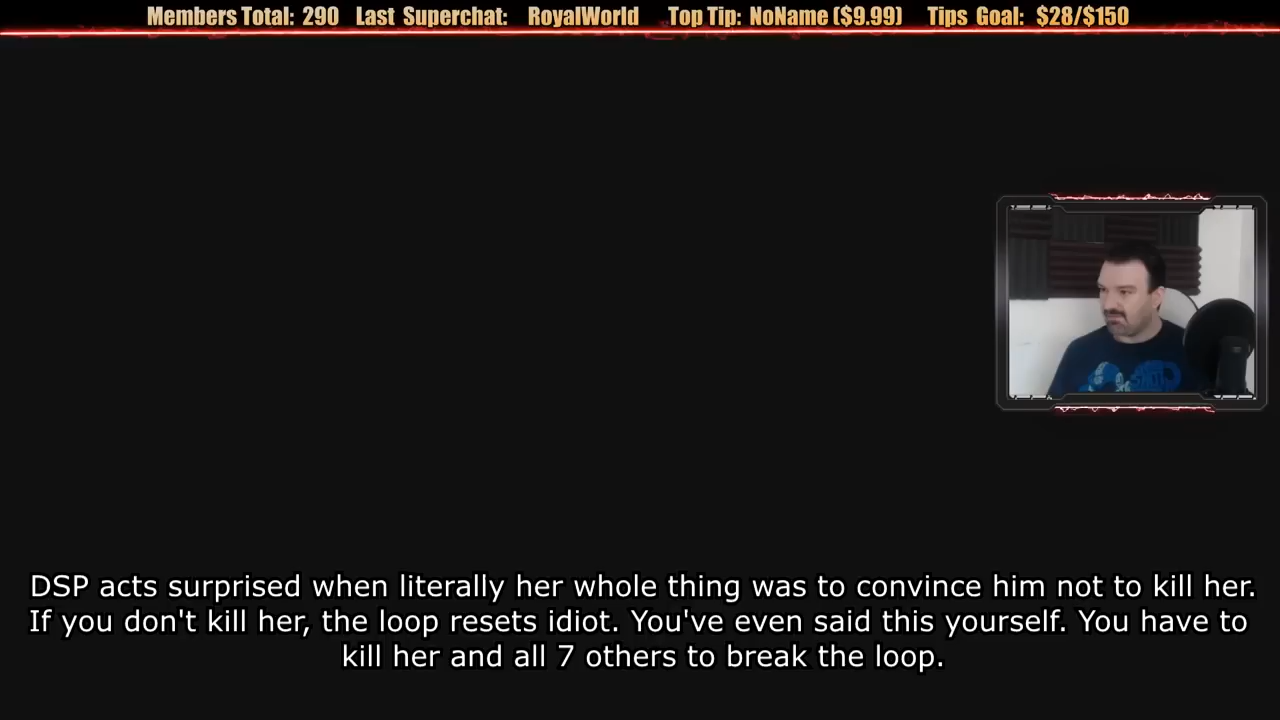 Members Total: 290 Last Superchat: RoyalWorld Top Tip: NoName ($9.99) Tips Goal: $28/$150
DSP acts surprised when literally her whole thing was to convince him not to kill her.
If you don't kill her, the loop resets idiot. You've even said this yourself. You have to
kill her and all 7 others to break the loop.